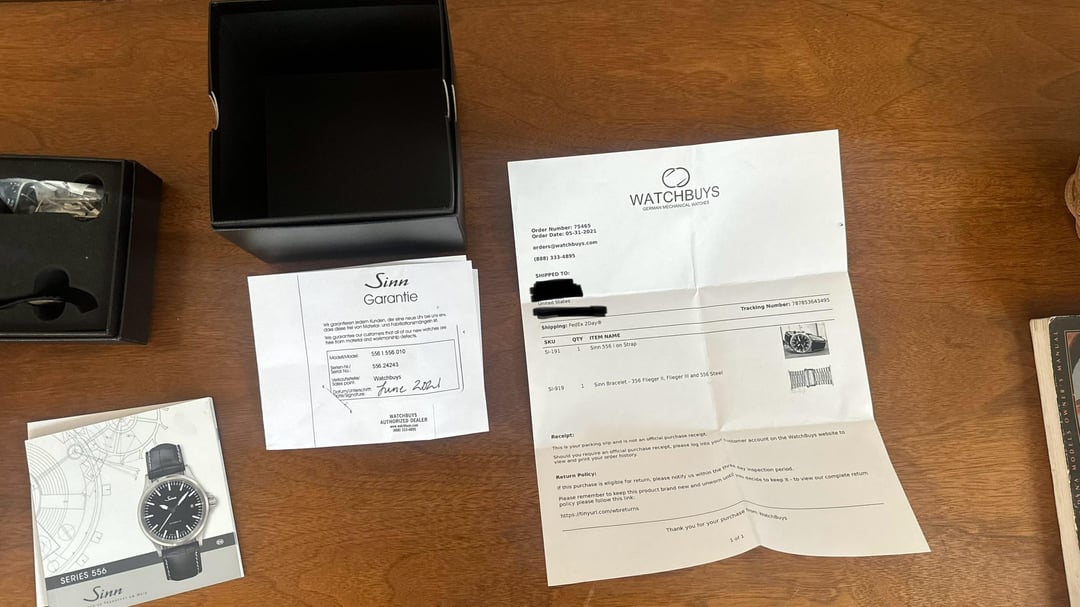 Sinn
Garantie
Wir garantieren jedem Kunden, die eine neue Uhr bei uns erw
dass diese frei von Material- und Fabrikationsmängeln ist.
We guarantee our customers that all of our new watches are
free from material and workmanship defects.
Modell/Model: 556 I 556.010
Serien-Nr./
Serial No.: 556.24243
Verkaufsstelle/
Sales point: Watchbuys
Datum/Unterschrift:
Date/Signature: June 2021
WATCHBUYS
AUTHORIZED DEALER
www.watchbuys.com
(888) 333-4895
Sinn
SERIES 556
Sinn
WATCHBUYS
GERMAN MECHANICAL WATCHES
Order Number: 75465
Order Date: 05-31-2021
orders@watchbuys.com
(888) 333-4895
SHIPPED TO:
United States
Shipping: FedEx 2Day®
Tracking Number: 787853643495
SKU QTY ITEM NAME
SI-191 1 Sinn 556 I on Strap
SI-919 1 Sinn Bracelet - 356 Flieger II, Flieger III and 556 Steel
Receipt:
This is your packing slip and is not an official purchase receipt.
Should you require an official purchase receipt, please log into your customer account on the WatchBuys website to
view and print your order history.
Return Policy:
If this purchase is eligible for return, please notify us within the three day inspection period.
Please remember to keep this product brand new and unworn until you decide to keep it - to view our complete return
policy please follow this link:
https://tinyurl.com/wbreturns
Thank you for your purchase from WatchBuys
1 of 1
MODELS OWNER'S MANUAL